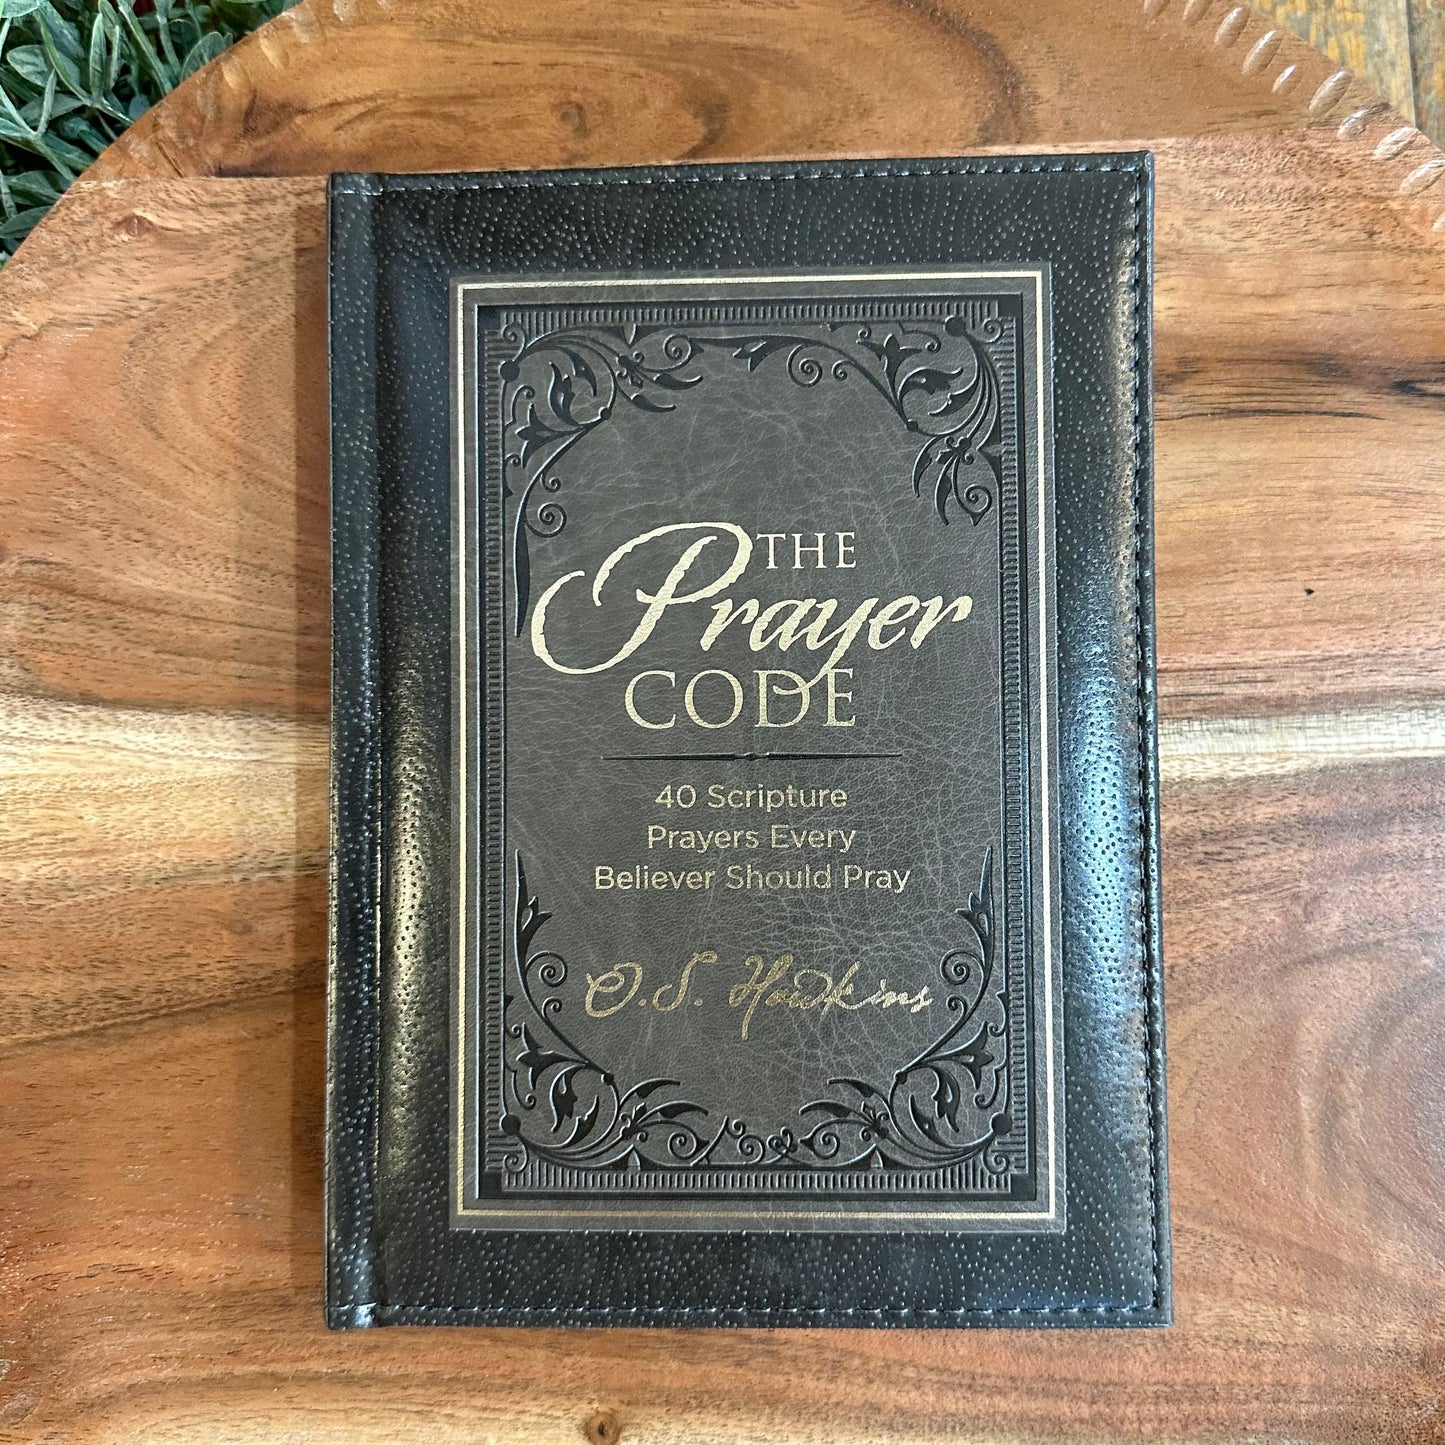 THE
Prayer
CODE
40 Scripture
Prayers Every
Believer Should Pray
O.S. Hawkins